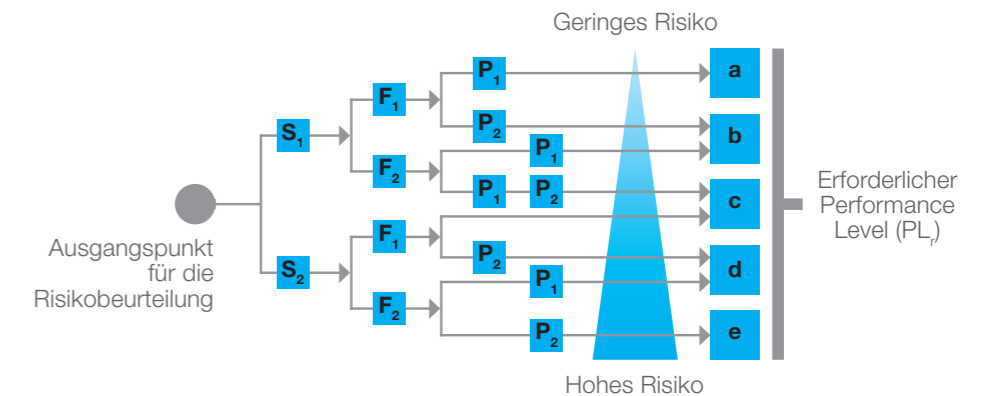 Geringes Risiko
P₁
a
F₁
P₂
b
S₁
P₁
F₂
P₁ P₂
c
Erforderlicher
Performance
Level (PLᵣ)
Ausgangspunkt
für die
Risikobeurteilung
F₁
P₂
d
S₂
P₁
F₂
P₂
e
Hohes Risiko